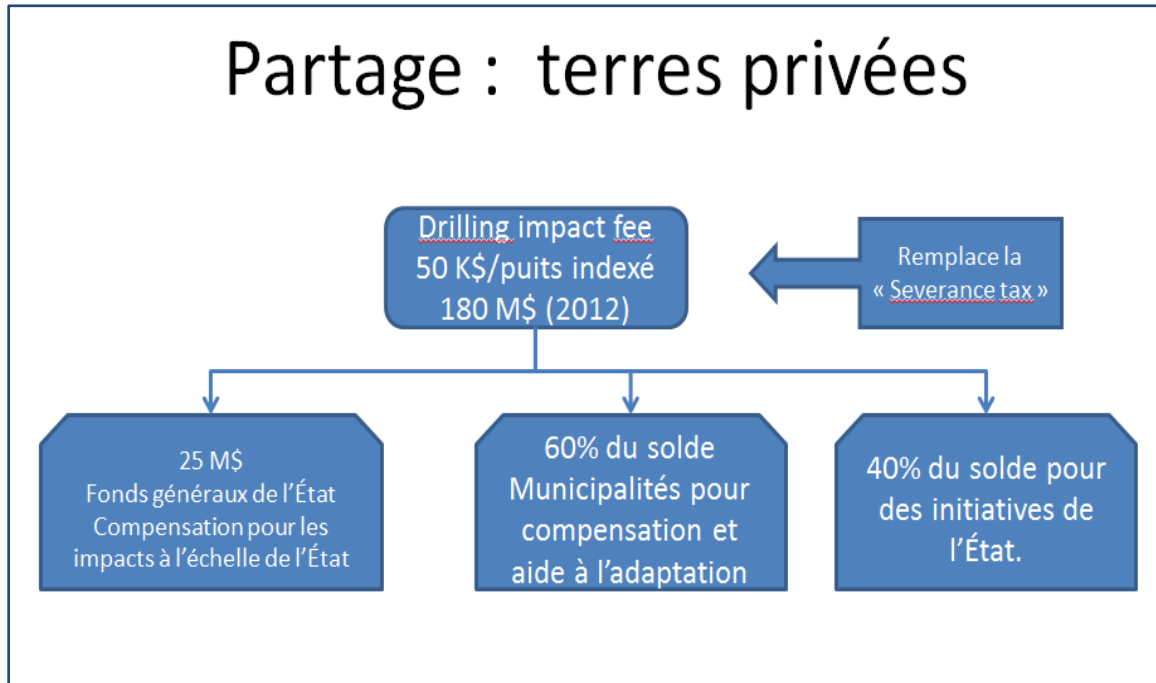 Partage : terres privées
Drilling impact fee
50 K$/puits indexé
180 M$ (2012)
Remplace la
« Severance tax »
25 M$
Fonds généraux de l'État
Compensation pour les
impacts à l'échelle de l'État
60% du solde
Municipalités pour
compensation et
aide à l'adaptation
40% du solde pour
des initiatives de
l'État.